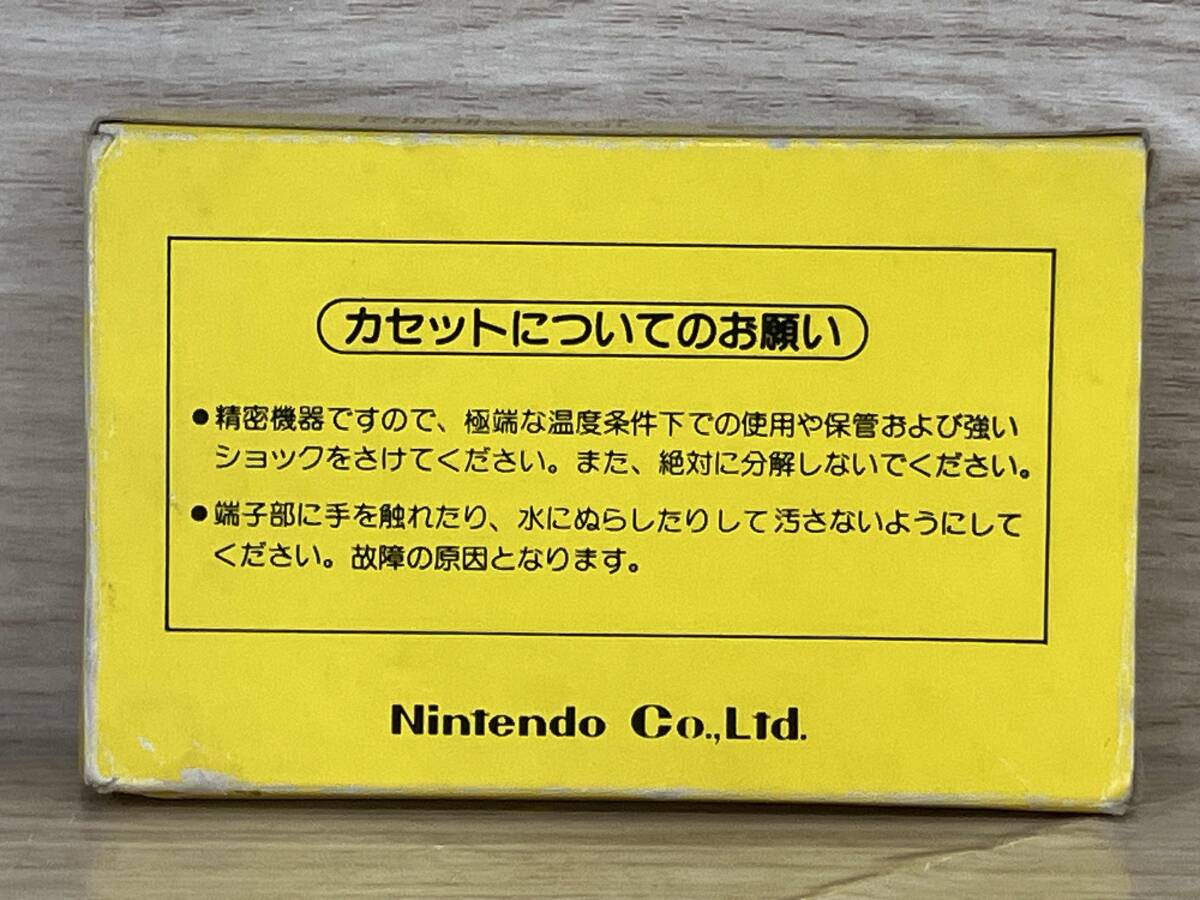 カセットについてのお願い
●精密機器ですので、極端な温度条件下での使用や保管および強い
ショックをさけてください。また、絶対に分解しないでください。
●端子部に手を触れたり、水にぬらしたりして汚さないようにして
ください。故障の原因となります。
Nintendo Co.,Ltd.